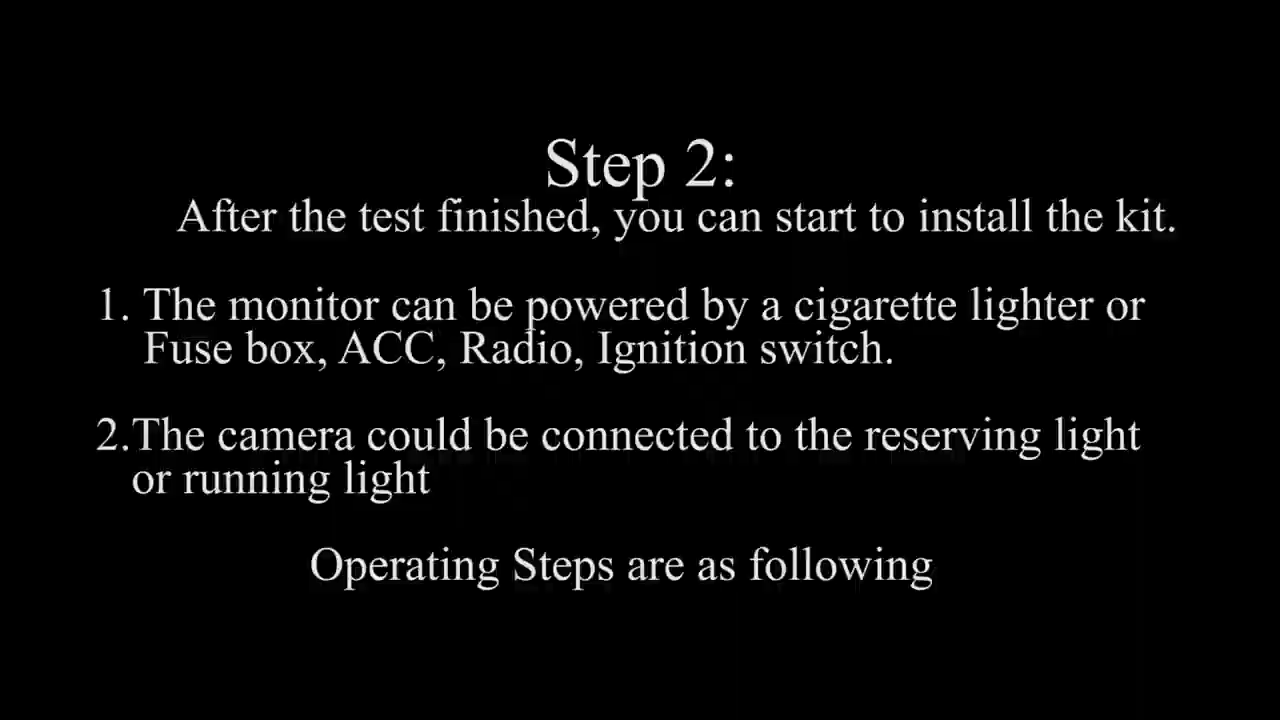 Step 2:
After the test finished, you can start to install the kit.
1. The monitor can be powered by a cigarette lighter or
Fuse box, ACC, Radio, Ignition switch.
2.The camera could be connected to the reserving light
or running light
Operating Steps are as following